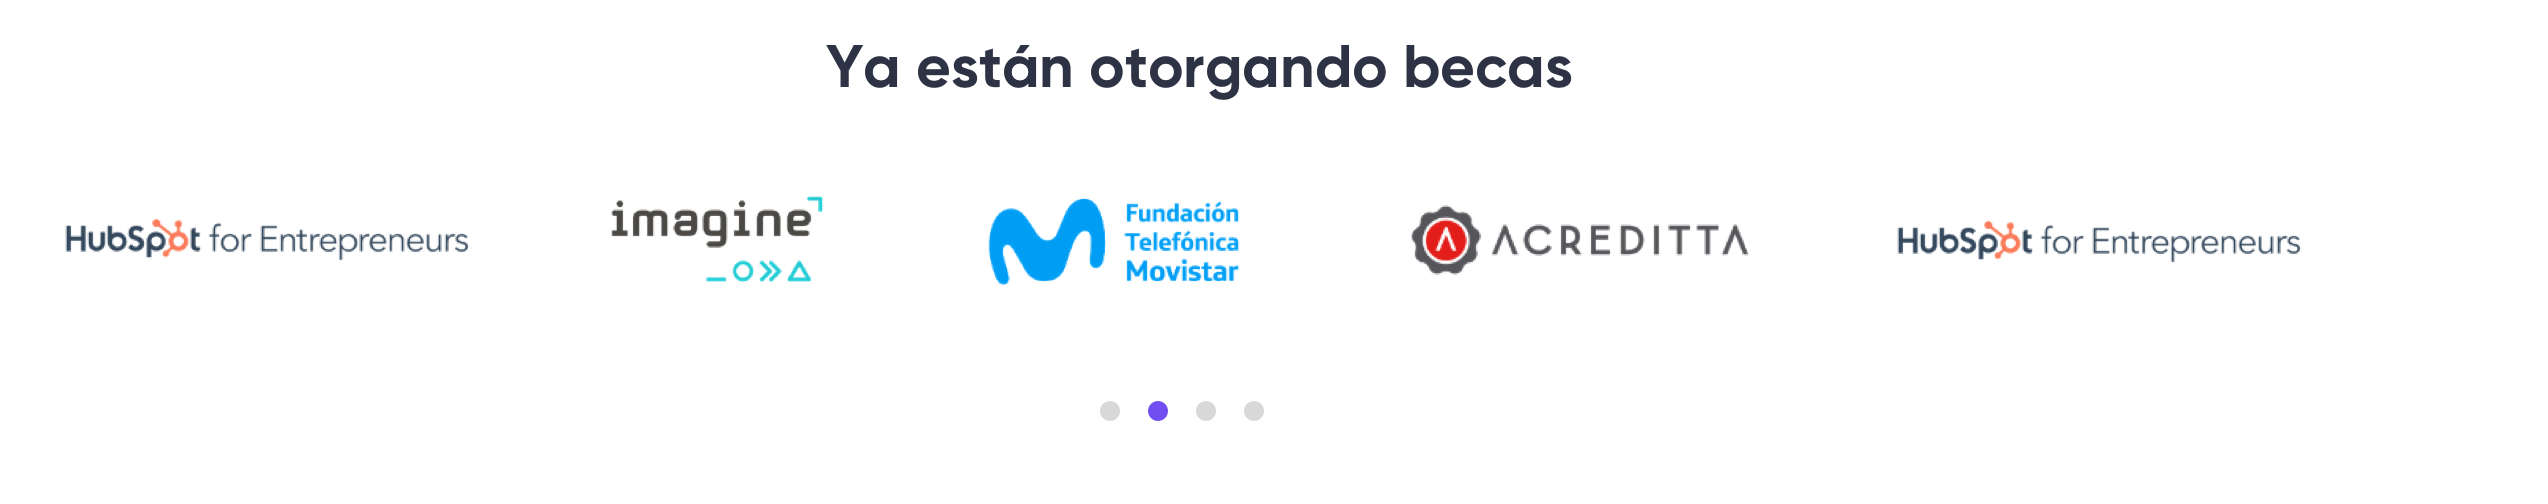 Ya están otorgando becas
HubSpot for Entrepreneurs
imagine
Fundación
Telefónica
Movistar
ACREDITTA
HubSpot for Entrepreneurs